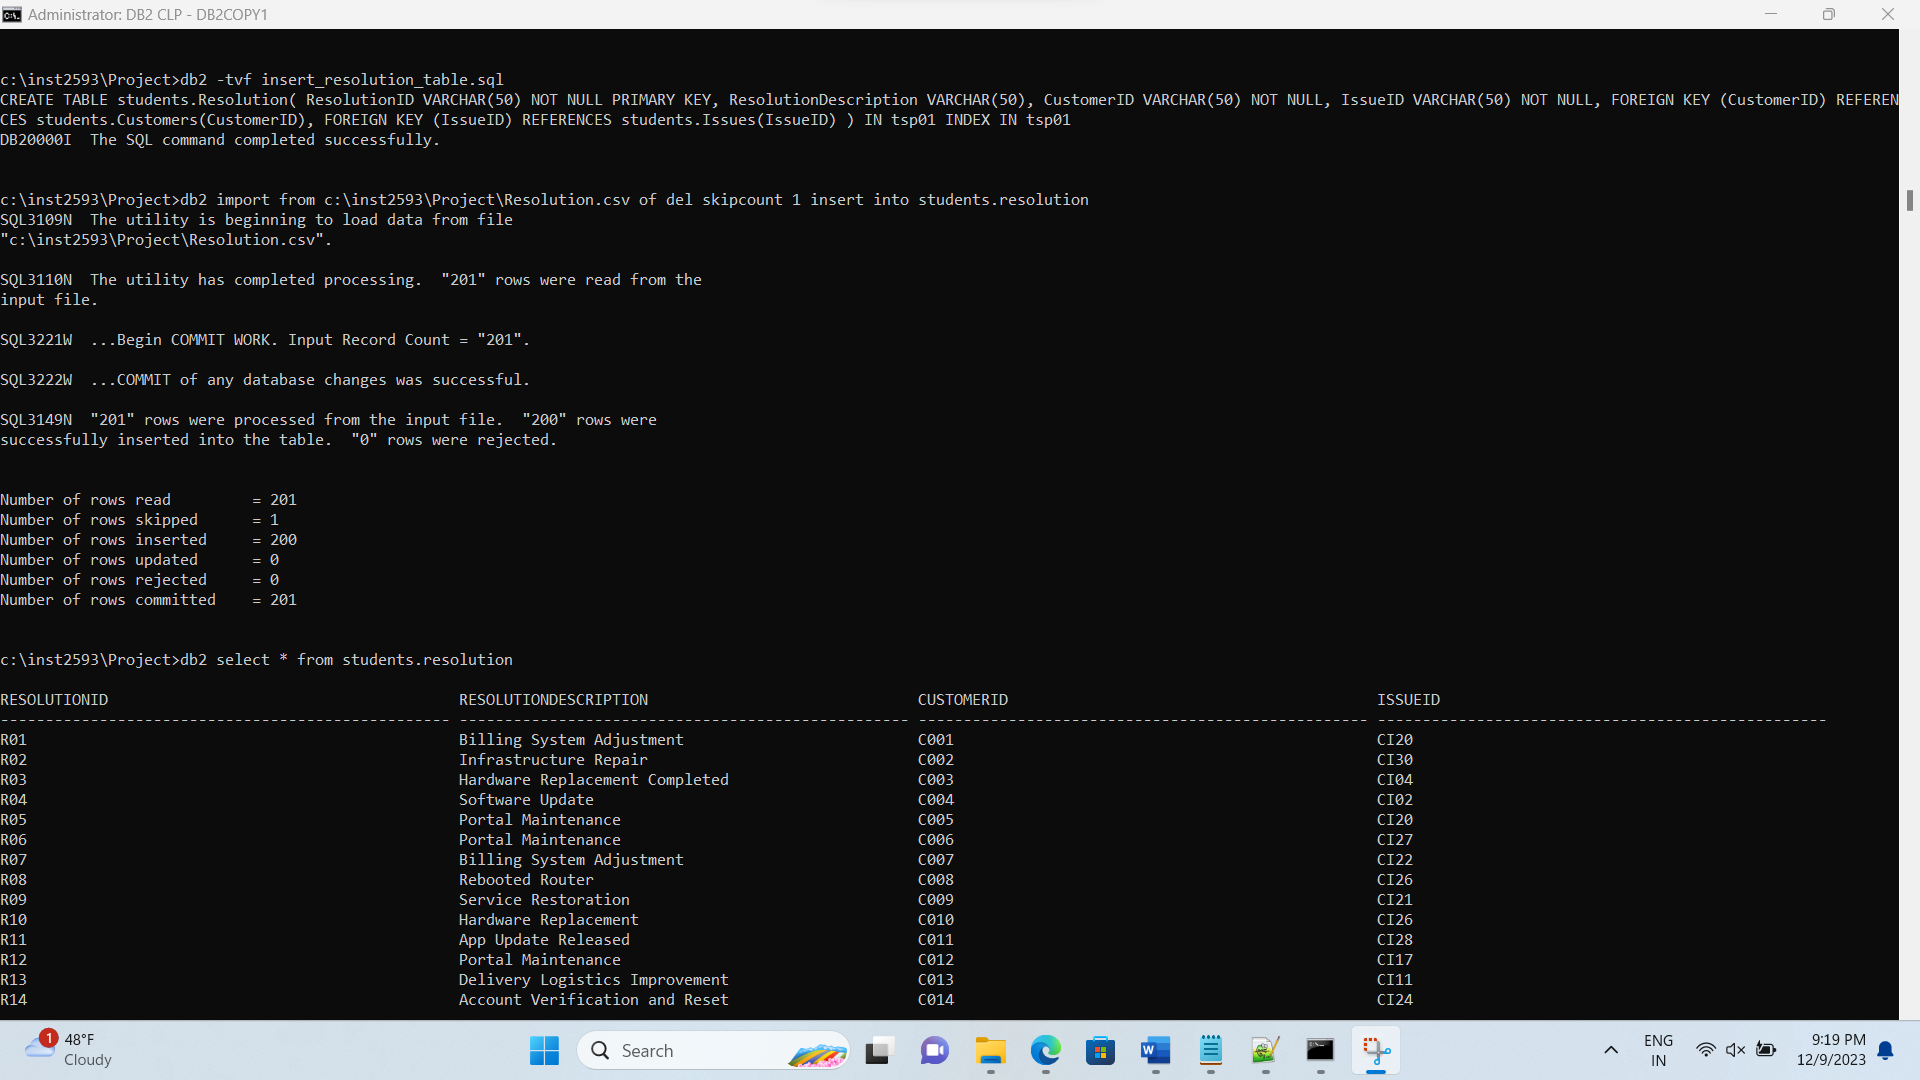 Administrator: DB2 CLP - DB2COPY1
c:\inst2593\Project>db2 -tvf insert_resolution_table.sql
CREATE TABLE students.Resolution( ResolutionID VARCHAR(50) NOT NULL PRIMARY KEY, ResolutionDescription VARCHAR(50), CustomerID VARCHAR(50) NOT NULL, IssueID VARCHAR(50) NOT NULL, FOREIGN KEY (CustomerID) REFEREN
CES students.Customers(CustomerID), FOREIGN KEY (IssueID) REFERENCES students.Issues(IssueID) ) IN tsp01 INDEX IN tsp01
DB20000I  The SQL command completed successfully.
c:\inst2593\Project>db2 import from c:\inst2593\Project\Resolution.csv of del skipcount 1 insert into students.resolution
SQL3109N  The utility is beginning to load data from file
"c:\inst2593\Project\Resolution.csv".
SQL3110N  The utility has completed processing.  "201" rows were read from the
input file.
SQL3221W  ...Begin COMMIT WORK. Input Record Count = "201".
SQL3222W  ...COMMIT of any database changes was successful.
SQL3149N  "201" rows were processed from the input file.  "200" rows were
successfully inserted into the table.  "0" rows were rejected.
Number of rows read         = 201
Number of rows skipped      = 1
Number of rows inserted     = 200
Number of rows updated      = 0
Number of rows rejected     = 0
Number of rows committed    = 201
c:\inst2593\Project>db2 select * from students.resolution
RESOLUTIONID RESOLUTIONDESCRIPTION CUSTOMERID ISSUEID
R01 Billing System Adjustment C001 CI20
R02 Infrastructure Repair C002 CI30
R03 Hardware Replacement Completed C003 CI04
R04 Software Update C004 CI02
R05 Portal Maintenance C005 CI20
R06 Portal Maintenance C006 CI27
R07 Billing System Adjustment C007 CI22
R08 Rebooted Router C008 CI26
R09 Service Restoration C009 CI21
R10 Hardware Replacement C010 CI26
R11 App Update Released C011 CI28
R12 Portal Maintenance C012 CI17
R13 Delivery Logistics Improvement C013 CI11
R14 Account Verification and Reset C014 CI24
1 48°F
Cloudy
Search
W
ENG
IN
9:19 PM
12/9/2023